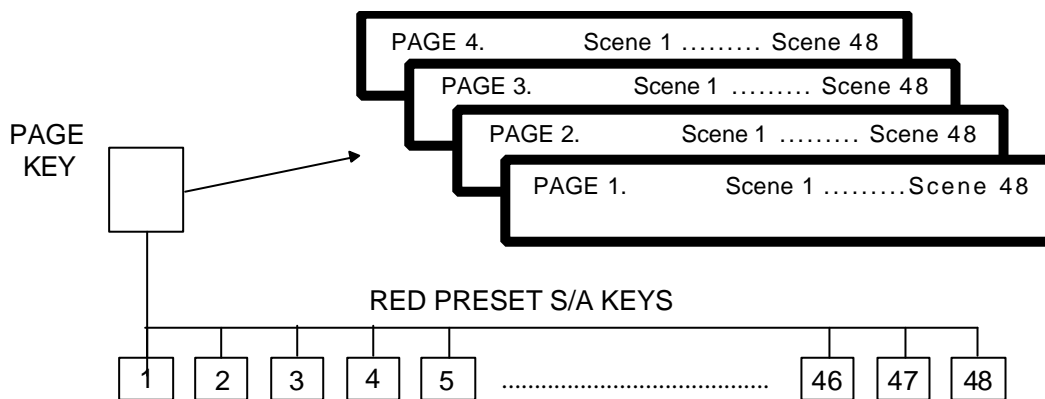 PAGE 4. Scene 1 ......... Scene 48
PAGE 3. Scene 1 ......... Scene 48
PAGE 2. Scene 1 ......... Scene 48
PAGE 1. Scene 1 .........Scene 48
PAGE
KEY
RED PRESET S/A KEYS
1 2 3 4 5 ......................................... 46 47 48